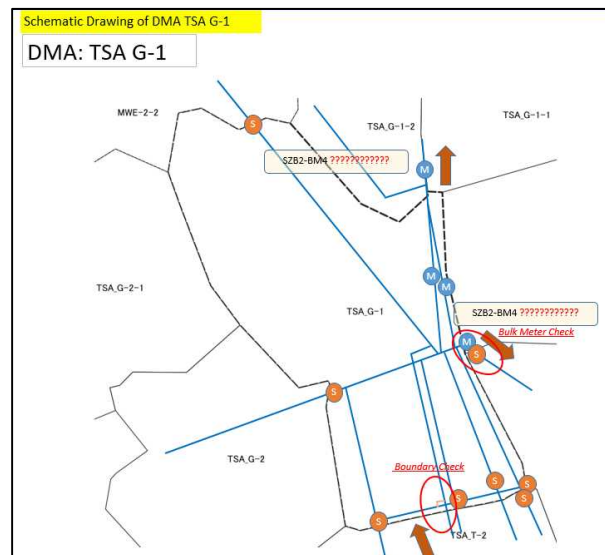 Schematic Drawing of DMA TSA G-1
DMA: TSA G-1
MWE-2-2
S
TSA_G-1-2
TSA_G-1-1
SZB2-BM4 ????????????
M
TSA_G-2-1
M
M
TSA_G-1
SZB2-BM4 ????????????
Bulk Meter Check
M
S
S
TSA_G-2
Boundary Check
S
S
S
S
S
TSA_T-2